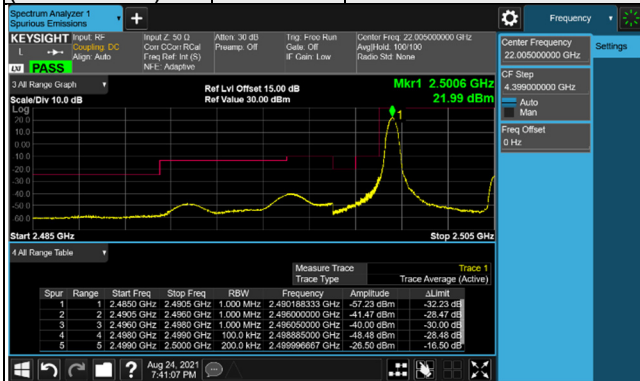 Spectrum Analyzer 1
Spurious Emissions
Frequency
KEYSIGHT
Input: RF
Coupling: DC
Align: Auto
Input Z: 50 Ω
Corr CCorr RCal
Freq Ref: Int (S)
NFE: Adaptive
Atten: 30 dB
Preamp: Off
Trig: Free Run
Gate: Off
IF Gain: Low
Center Freq: 22.005000000 GHz
Avg|Hold: 100/100
Radio Std: None
L
LXI PASS
Center Frequency
22.005000000 GHz
Settings
CF Step
4.399000000 GHz
Auto
Man
Freq Offset
0 Hz
3 All Range Graph
Scale/Div 10.0 dB
Ref Lvl Offset 15.00 dB
Ref Value 30.00 dBm
Mkr1 2.5006 GHz
21.99 dBm
Log
20.0
10.0
0.00
-10.0
-20.0
-30.0
-40.0
-50.0
-60.0
1
Start 2.485 GHz
Stop 2.505 GHz
4 All Range Table
Measure Trace Trace 1
Trace Type Trace Average (Active)
Spur Range Start Freq Stop Freq RBW Frequency Amplitude ΔLimit
1 1 2.4850 GHz 2.4905 GHz 1.000 MHz 2.490188333 GHz -57.23 dBm -32.23 dB
2 2 2.4905 GHz 2.4960 GHz 1.000 MHz 2.496000000 GHz -41.47 dBm -28.47 dB
3 3 2.4960 GHz 2.4980 GHz 1.000 MHz 2.496050000 GHz -40.00 dBm -30.00 dB
4 4 2.4980 GHz 2.4990 GHz 100.0 kHz 2.498885000 GHz -48.48 dBm -28.48 dB
5 5 2.4990 GHz 2.5000 GHz 200.0 kHz 2.499996667 GHz -26.50 dBm -16.50 dB
Aug 24, 2021
7:41:07 PM